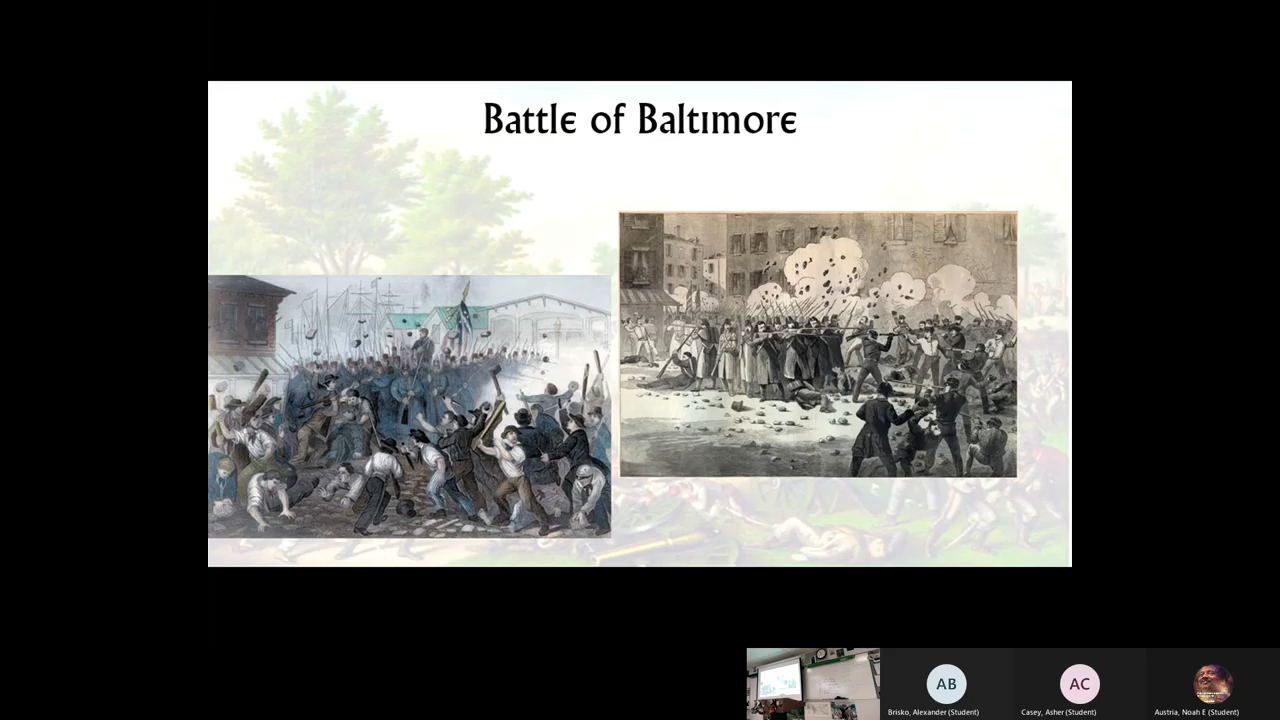 Battle of Baltimore
AB
AC
Brisko, Alexander (Student)
Casey, Asher (Student)
Austria, Noah E (Student)